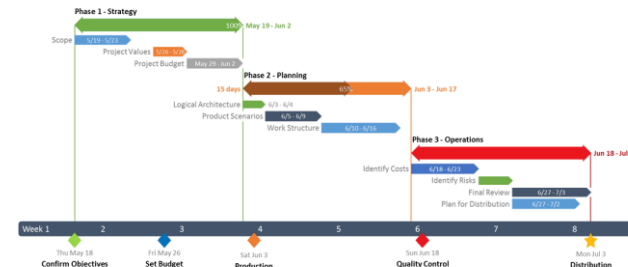 Phase 1 - Strategy
100% May 19 - Jun 2
Scope 5/19 - 5/23
Project Values
Project Budget May 29 - Jun 2
Phase 2 - Planning
15 days 65% Jun 3 - Jun 17
Logical Architecture 6/3 - 6/4
Product Scenarios 6/5 - 6/9
Work Structure 6/10 - 6/16
Phase 3 - Operations
Jun 18 - Jul
Identify Costs 6/18 - 6/23
Identify Risks
Final Review 6/27 - 7/3
Plan for Distribution 6/27 - 7/2
Week 1 2 3 4 5 6 7 8
Thu May 18 Fri May 26 Sat Jun 3 Sun Jun 18 Mon Jul 3
Confirm Objectives Set Budget Production Quality Control Distribution